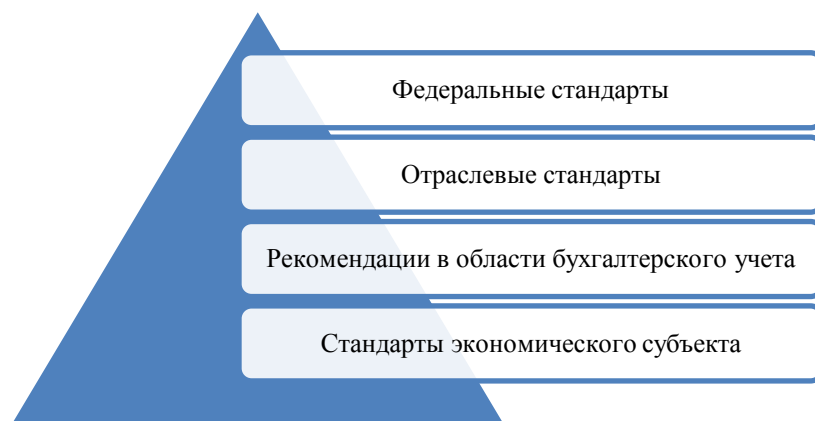 Федеральные стандарты
Отраслевые стандарты
Рекомендации в области бухгалтерского учета
Стандарты экономического субъекта